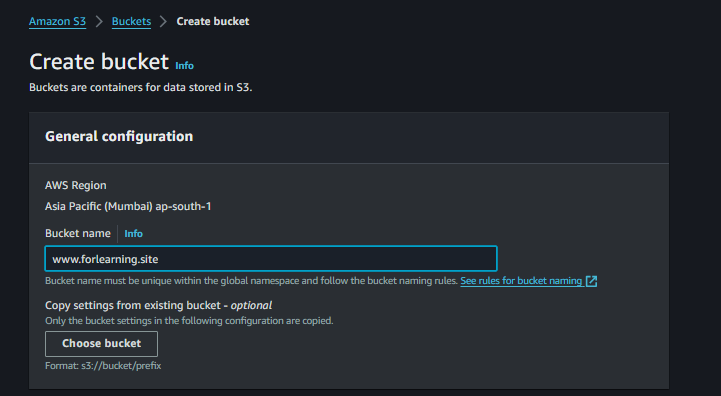 Amazon S3 > Buckets > Create bucket
Create bucket Info
Buckets are containers for data stored in S3.
General configuration
AWS Region
Asia Pacific (Mumbai) ap-south-1
Bucket name Info
www.forlearning.site
Bucket name must be unique within the global namespace and follow the bucket naming rules. See rules for bucket naming
Copy settings from existing bucket - optional
Only the bucket settings in the following configuration are copied.
Choose bucket
Format: s3://bucket/prefix